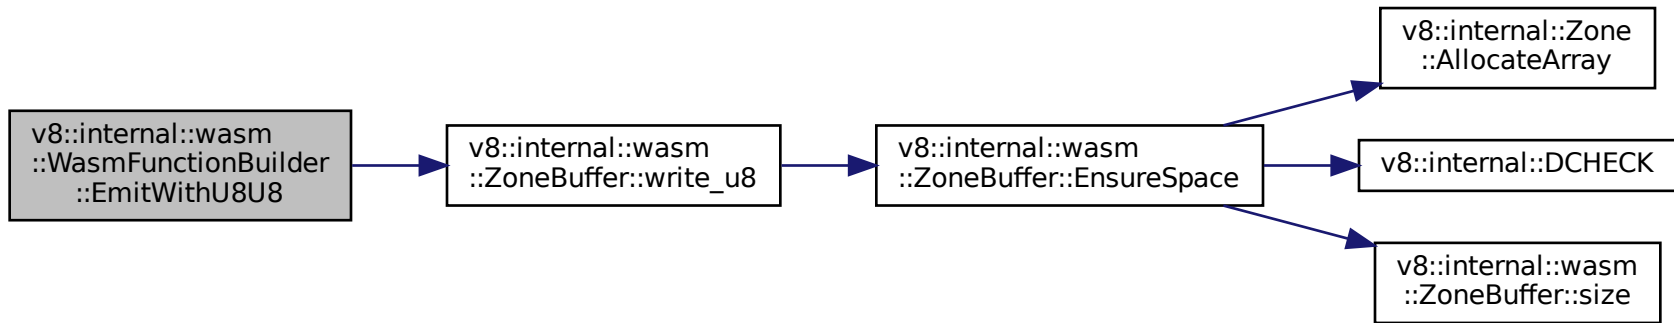 v8::internal::wasm
::WasmFunctionBuilder
::EmitWithU8U8
v8::internal::wasm
::ZoneBuffer::write_u8
v8::internal::wasm
::ZoneBuffer::EnsureSpace
v8::internal::Zone
::AllocateArray
v8::internal::DCHECK
v8::internal::wasm
::ZoneBuffer::size